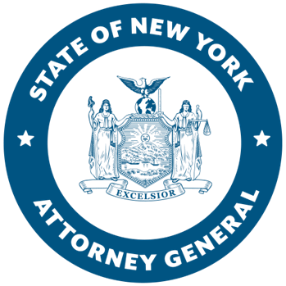 STATE OF NEW YORK
EXCELSIOR
ATTORNEY GENERAL